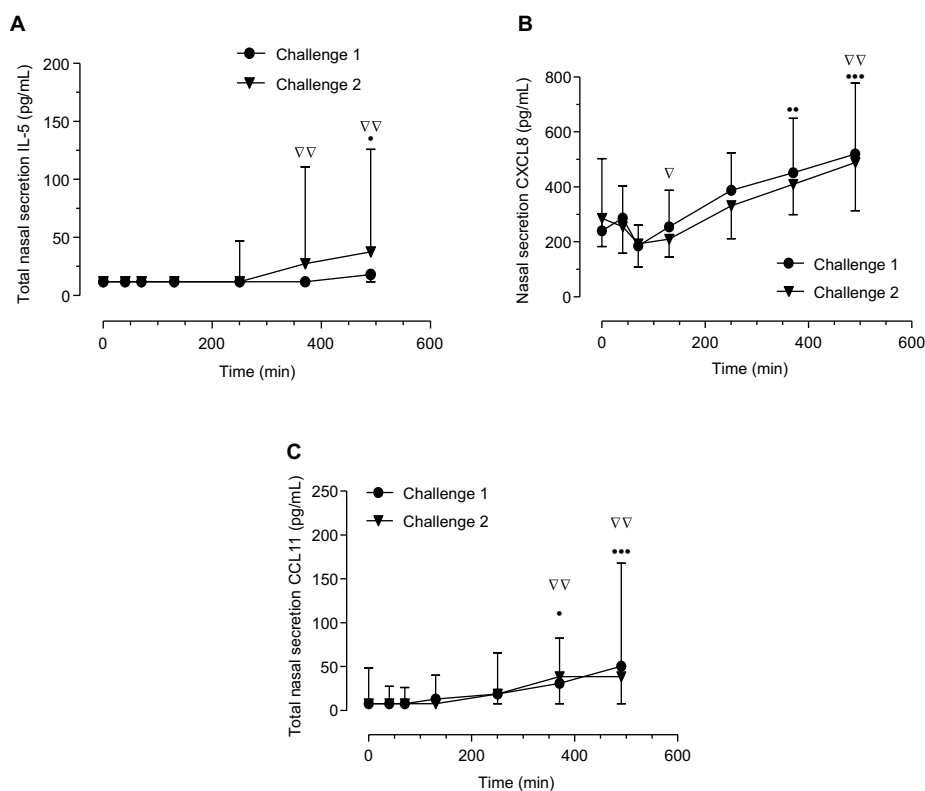 A
Challenge 1
Challenge 2
Total nasal secretion IL-5 (pg/mL)
200
150
100
50
0
▽▽
▽▽
•
0 200 400 600
Time (min)
B
Nasal secretion CXCL8 (pg/mL)
800
600
400
200
0
▽
••
▽▽
•••
Challenge 1
Challenge 2
0 200 400 600
Time (min)
C
Challenge 1
Challenge 2
Total nasal secretion CCL11 (pg/mL)
250
200
150
100
50
0
▽▽
•
▽▽
•••
0 200 400 600
Time (min)